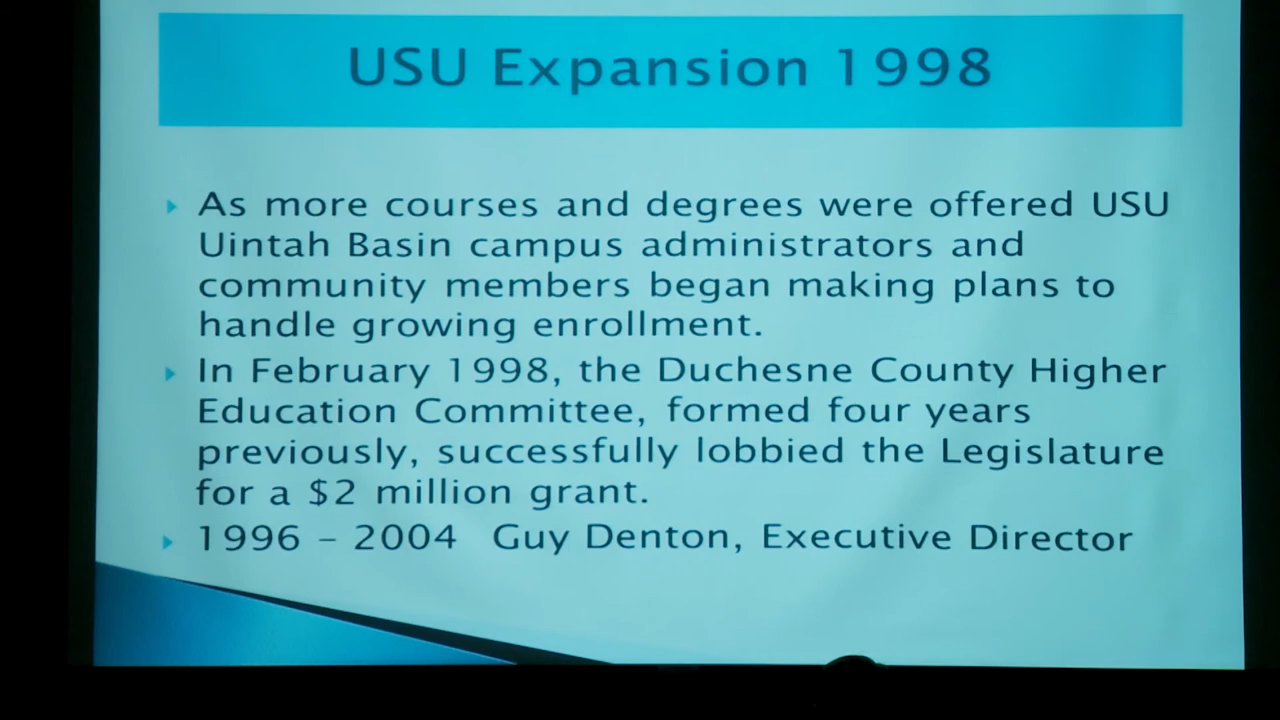 USU Expansion 1998
As more courses and degrees were offered USU
Uintah Basin campus administrators and
community members began making plans to
handle growing enrollment.
In February 1998, the Duchesne County Higher
Education Committee, formed four years
previously, successfully lobbied the Legislature
for a $2 million grant.
1996 – 2004 Guy Denton, Executive Director